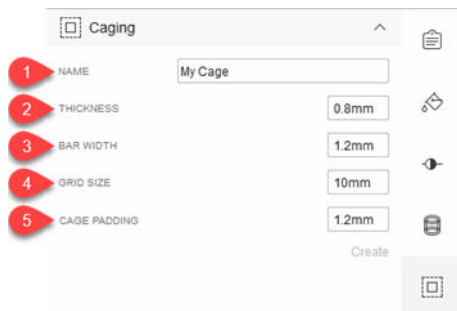 Caging
1 NAME My Cage
2 THICKNESS 0.8mm
3 BAR WIDTH 1.2mm
4 GRID SIZE 10mm
5 CAGE PADDING 1.2mm
Create